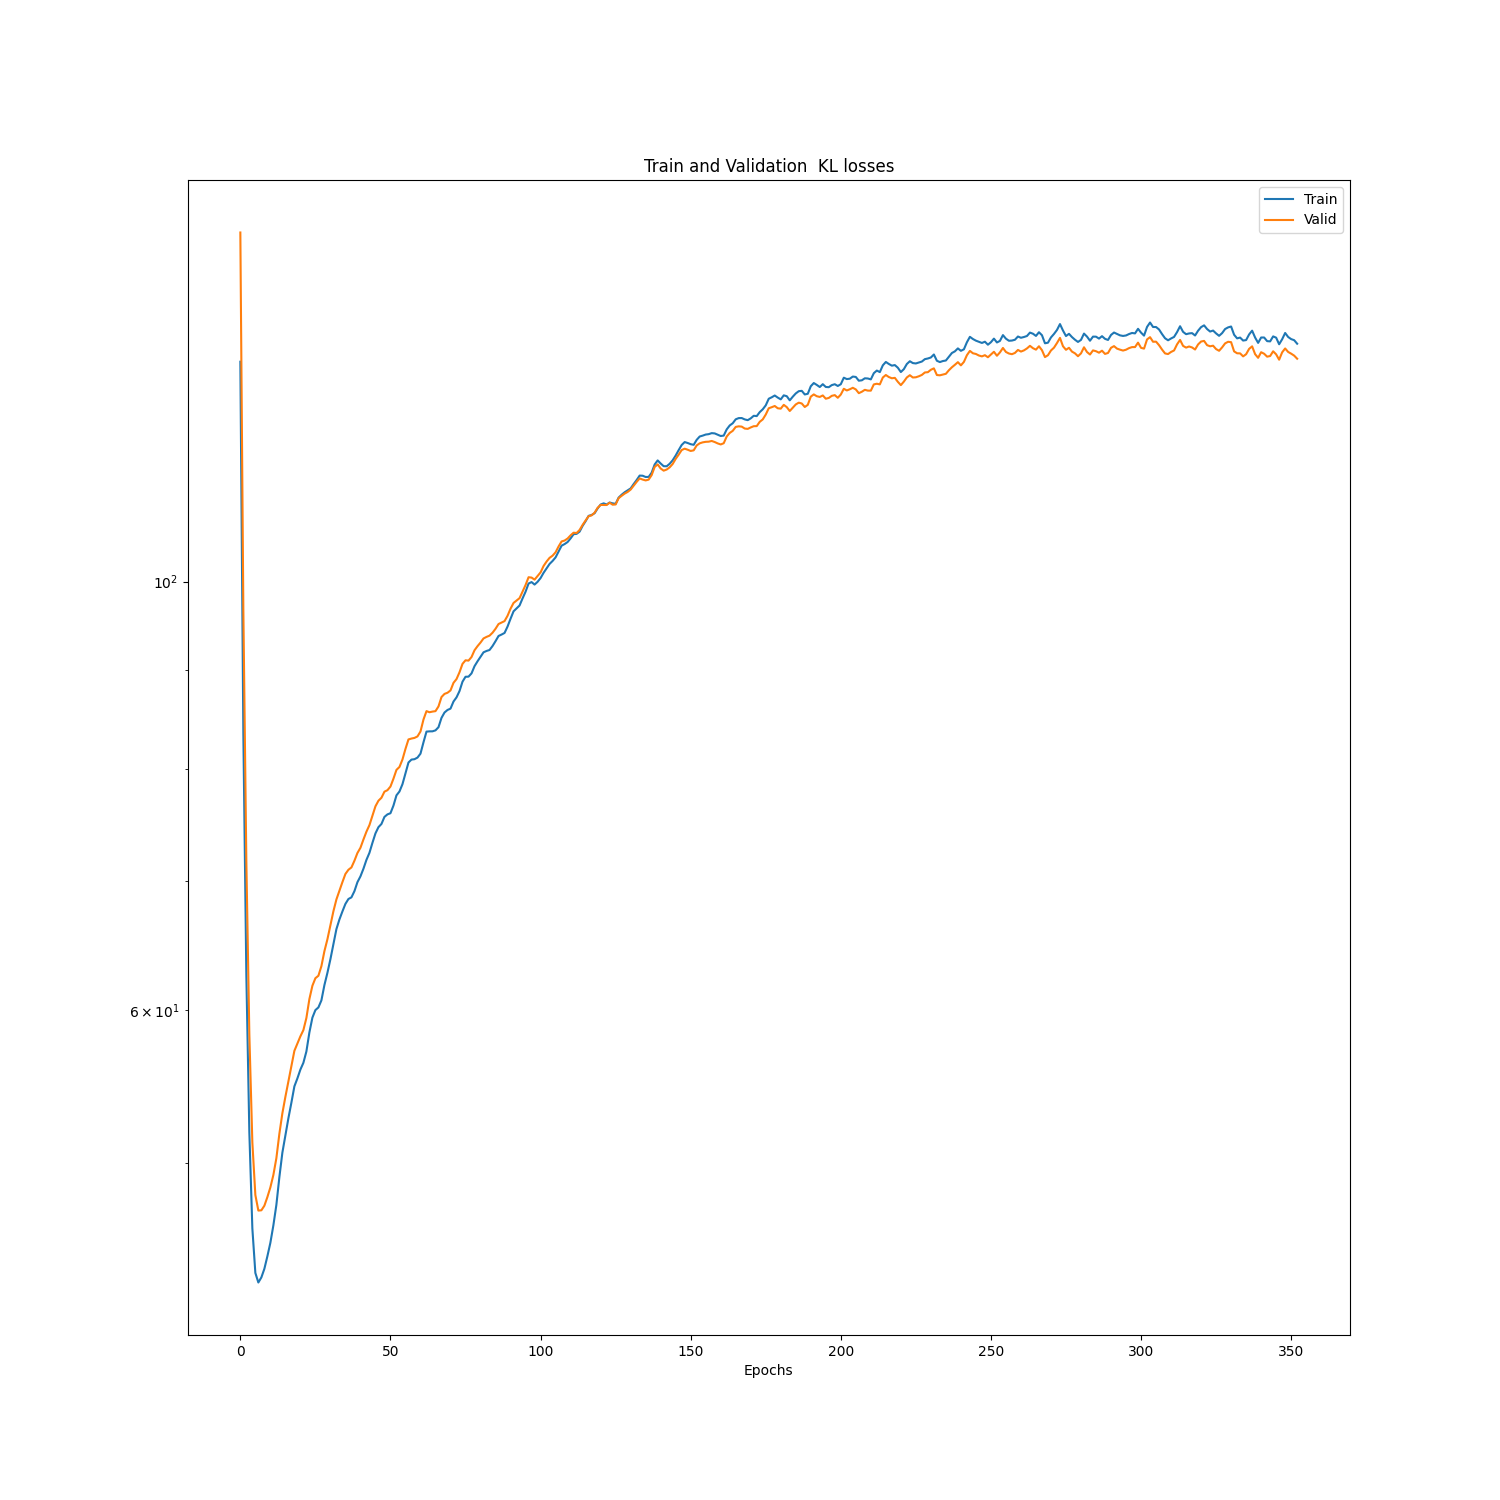 Train and Validation  KL losses
Train
Valid
10²
6 × 10¹
0 50 100 150 200 250 300 350
Epochs